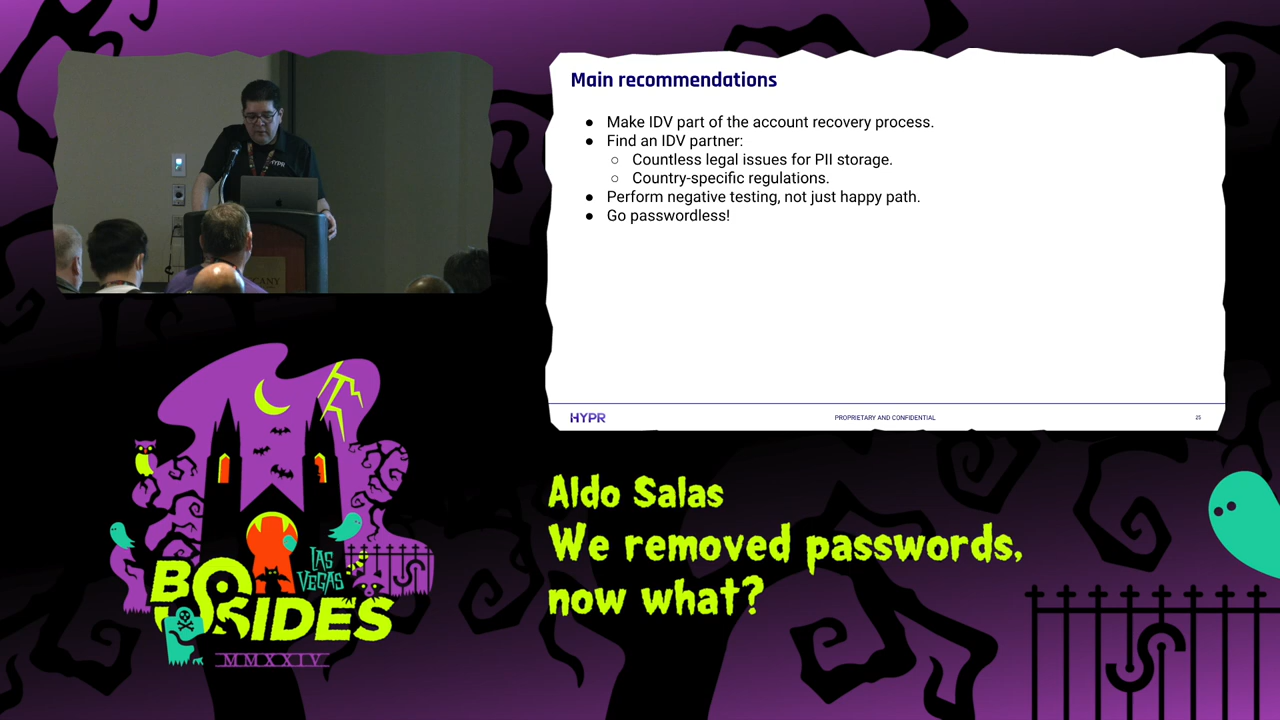 HYPR
Main recommendations
● Make IDV part of the account recovery process.
● Find an IDV partner:
○ Countless legal issues for PII storage.
○ Country-specific regulations.
● Perform negative testing, not just happy path.
● Go passwordless!
HYPR
PROPRIETARY AND CONFIDENTIAL
25
LAS
VEGAS
BSIDES
MMXXIV
Aldo Salas
We removed passwords,
now what?